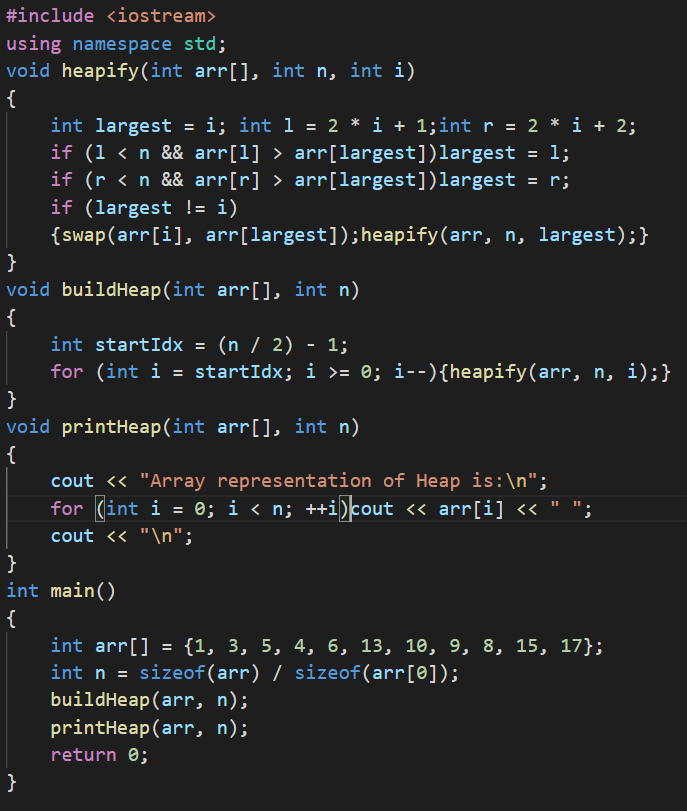 #include <iostream>
using namespace std;
void heapify(int arr[], int n, int i)
{
    int largest = i; int l = 2 * i + 1;int r = 2 * i + 2;
    if (l < n && arr[l] > arr[largest])largest = l;
    if (r < n && arr[r] > arr[largest])largest = r;
    if (largest != i)
    {swap(arr[i], arr[largest]);heapify(arr, n, largest);}
}
void buildHeap(int arr[], int n)
{
    int startIdx = (n / 2) - 1;
    for (int i = startIdx; i >= 0; i--){heapify(arr, n, i);}
}
void printHeap(int arr[], int n)
{
    cout << "Array representation of Heap is:\n";
    for (int i = 0; i < n; ++i)cout << arr[i] << " ";
    cout << "\n";
}
int main()
{
    int arr[] = {1, 3, 5, 4, 6, 13, 10, 9, 8, 15, 17};
    int n = sizeof(arr) / sizeof(arr[0]);
    buildHeap(arr, n);
    printHeap(arr, n);
    return 0;
}